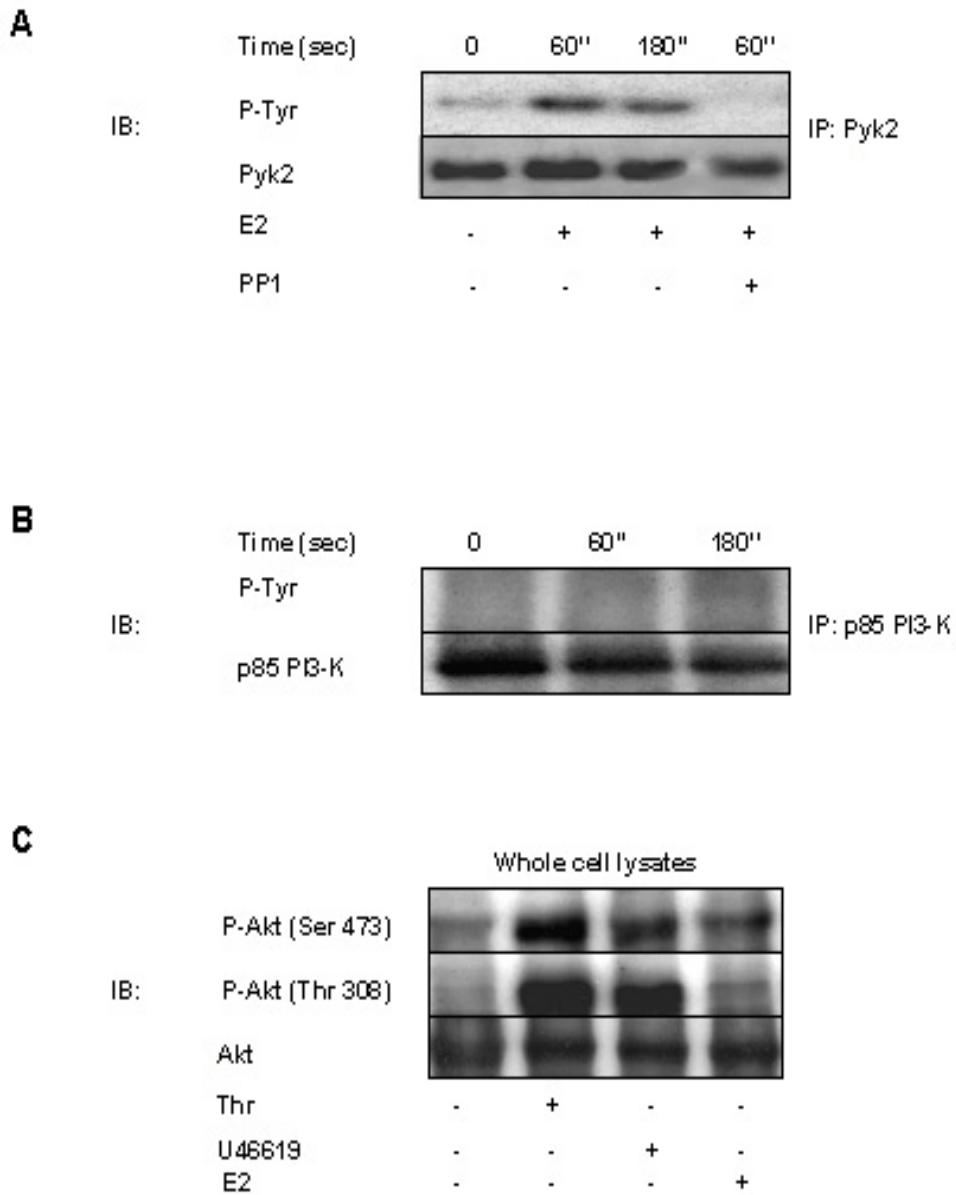 A
Time (sec) 0 60" 180" 60"
P-Tyr
IB: IP: Pyk2
Pyk2
E2 - + + +
PP1 - - - +
B
Time (sec) 0 60" 180"
P-Tyr
IB: IP: p85 PI3-K
p85 PI3-K
C
Whole cell lysates
P-Akt (Ser 473)
IB: P-Akt (Thr 308)
Akt
Thr - + - -
U46619 - - + -
E2 - - - +